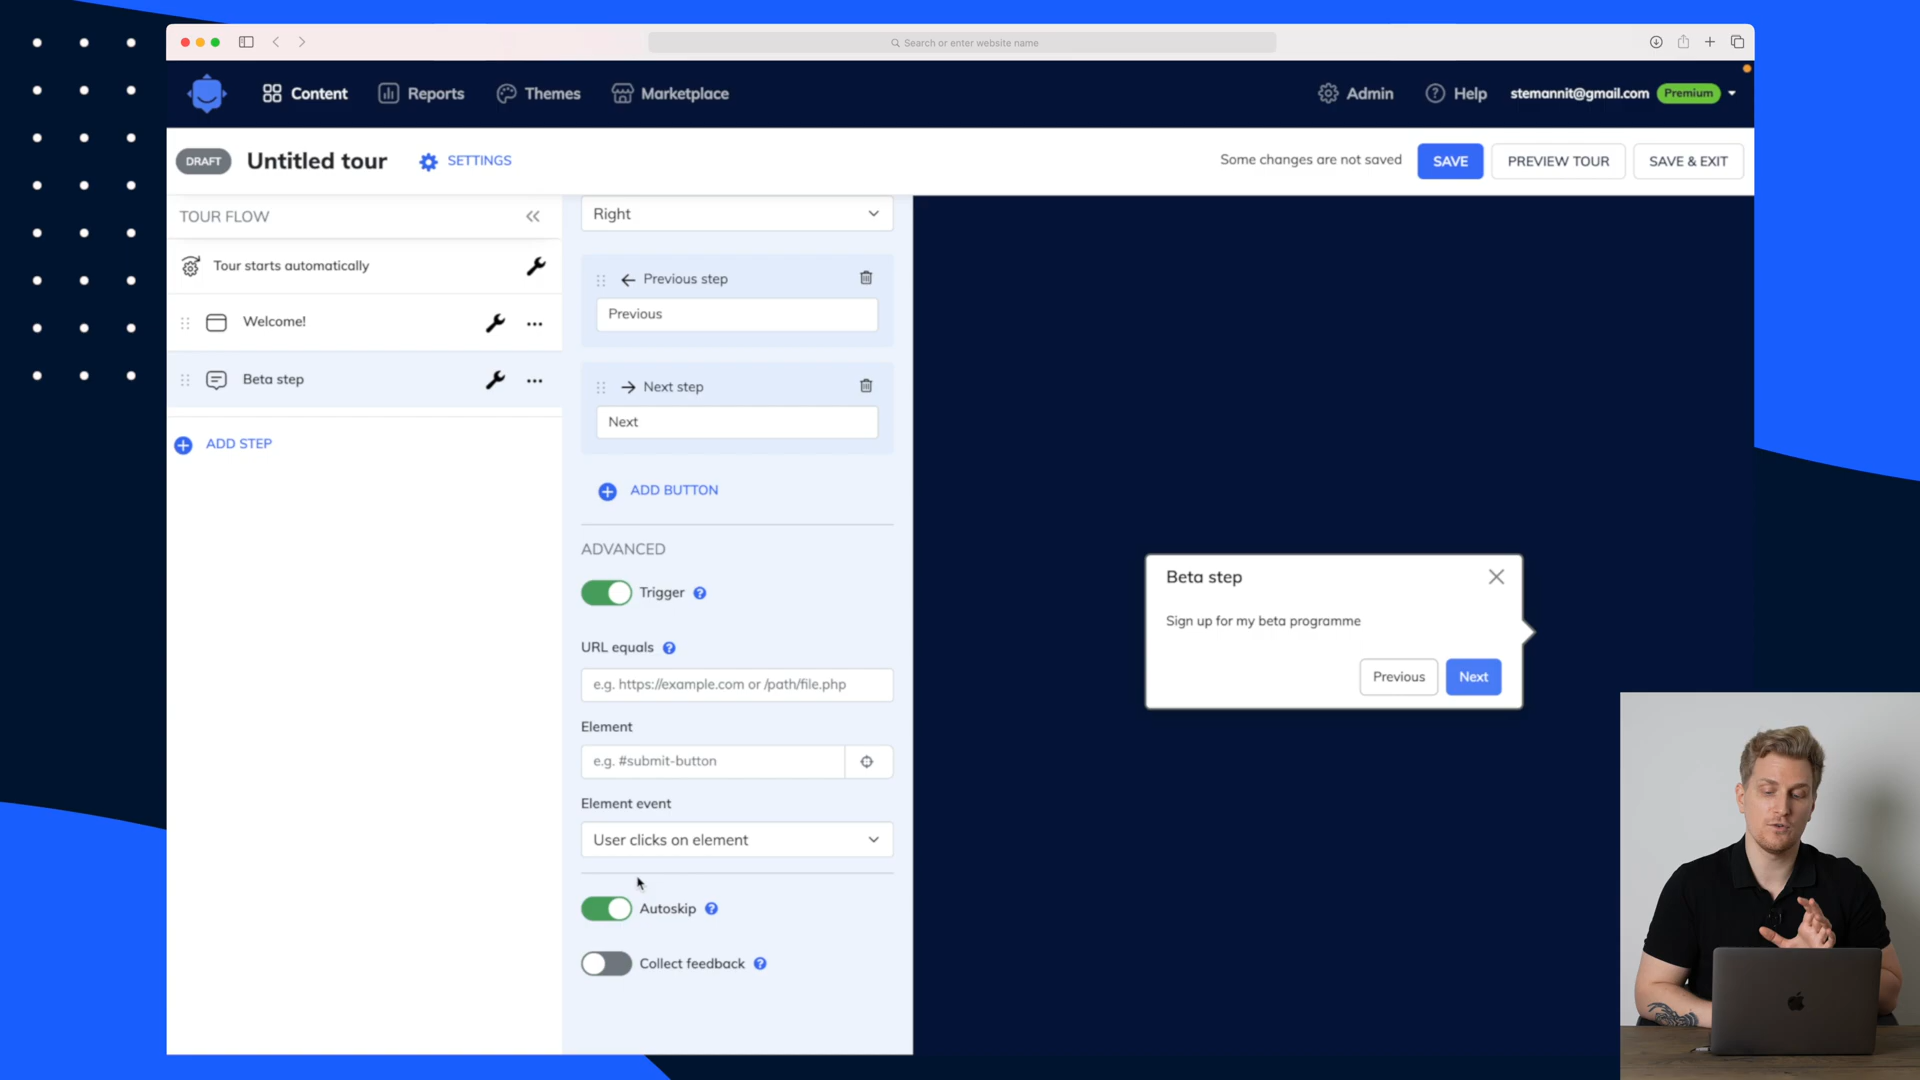 Search or enter website name
Content
Reports
Themes
Marketplace
Admin
Help
stemannit@gmail.com
Premium
DRAFT
Untitled tour
SETTINGS
Some changes are not saved
SAVE
PREVIEW TOUR
SAVE & EXIT
TOUR FLOW
Tour starts automatically
Welcome!
Beta step
ADD STEP
Right
Previous step
Previous
Next step
Next
ADD BUTTON
ADVANCED
Trigger
URL equals
e.g. https://example.com or /path/file.php
Element
e.g. #submit-button
Element event
User clicks on element
Autoskip
Collect feedback
Beta step
Sign up for my beta programme
Previous
Next